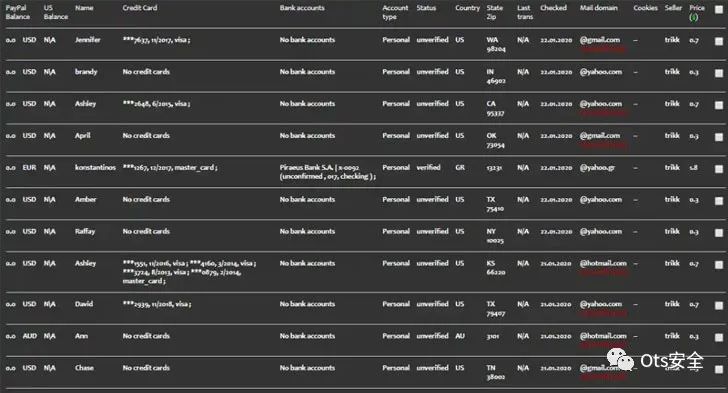 PayPal Balance US Balance Name Credit Card Bank accounts Account type Status Country State Zip Last trans Checked Mail domain Cookies Seller Price ($)
0.0 USD N\A Jennifer ***7637, 11/2017, visa ; No bank accounts Personal unverified US WA 98204 N/A 22.01.2020 @gmail.com – trikk 0.7
0.0 USD N\A brandy No credit cards No bank accounts Personal unverified US IN 46902 N/A 22.01.2020 @yahoo.com – trikk 0.3
0.0 USD N\A Ashley ***2648, 6/2015, visa ; No bank accounts Personal unverified US CA 95337 N/A 22.01.2020 @yahoo.com – trikk 0.7
0.0 USD N\A April No credit cards No bank accounts Personal unverified US OK 73054 N/A 22.01.2020 @gmail.com – trikk 0.3
0.0 EUR N\A konstantinos ***1267, 12/2017, master_card ; Piraeus Bank S.A. | x-0092 (unconfirmed , 017, checking ) ; Personal verified GR 13231 N/A 22.01.2020 @yahoo.gr – trikk 1.8
0.0 USD N\A Amber No credit cards No bank accounts Personal unverified US TX 75410 N/A 22.01.2020 @yahoo.com – trikk 0.3
0.0 USD N\A Raffay No credit cards No bank accounts Personal unverified US NY 10025 N/A 22.01.2020 @yahoo.com – trikk 0.3
0.0 USD N\A Ashley ***1551, 11/2016, visa ; ***4160, 3/2014, visa ; ***3724, 8/2013, visa ; ***0879, 2/2014, master_card ; No bank accounts Personal unverified US KS 66220 N/A 21.01.2020 @hotmail.com – trikk 0.7
0.0 USD N\A David ***2939, 11/2018, visa ; No bank accounts Personal unverified US TX 79407 N/A 21.01.2020 @yahoo.com – trikk 0.7
0.0 AUD N\A Ann No credit cards No bank accounts Personal unverified AU 3101 N/A 21.01.2020 @hotmail.com – trikk 0.3
0.0 USD N\A Chase No credit cards No bank accounts Personal unverified US TN 38002 N/A 21.01.2020 @gmail.com
Ots安全